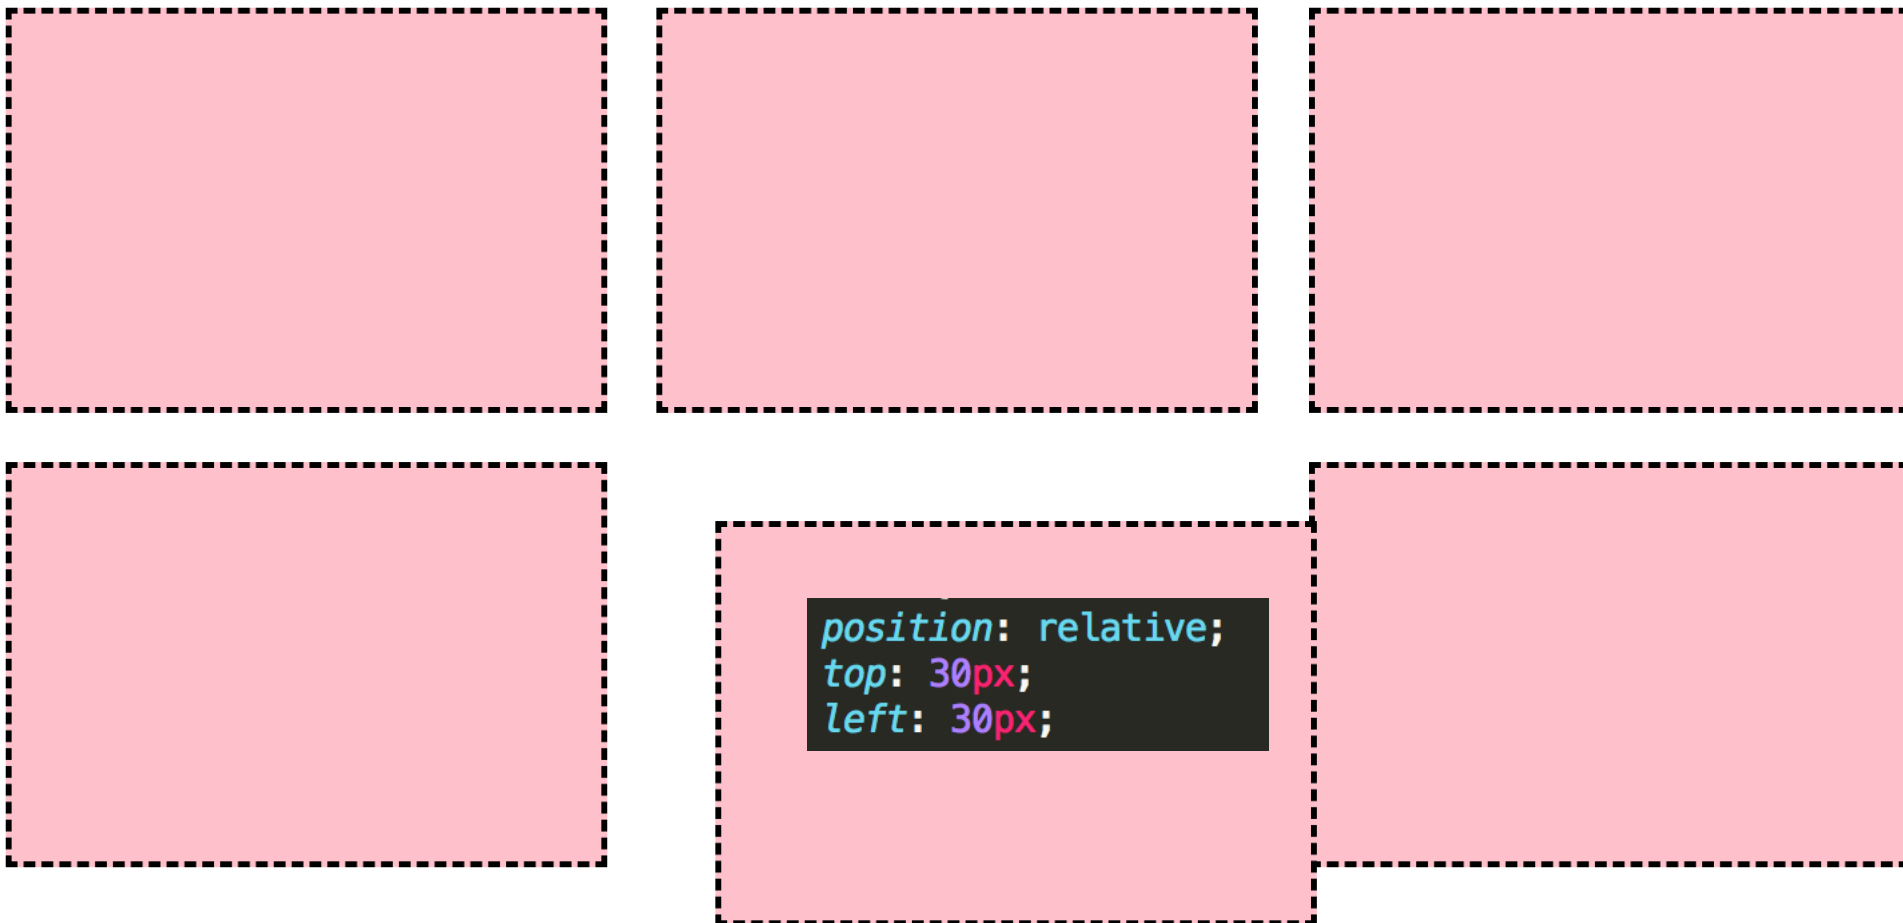 position: relative;
top: 30px;
left: 30px;